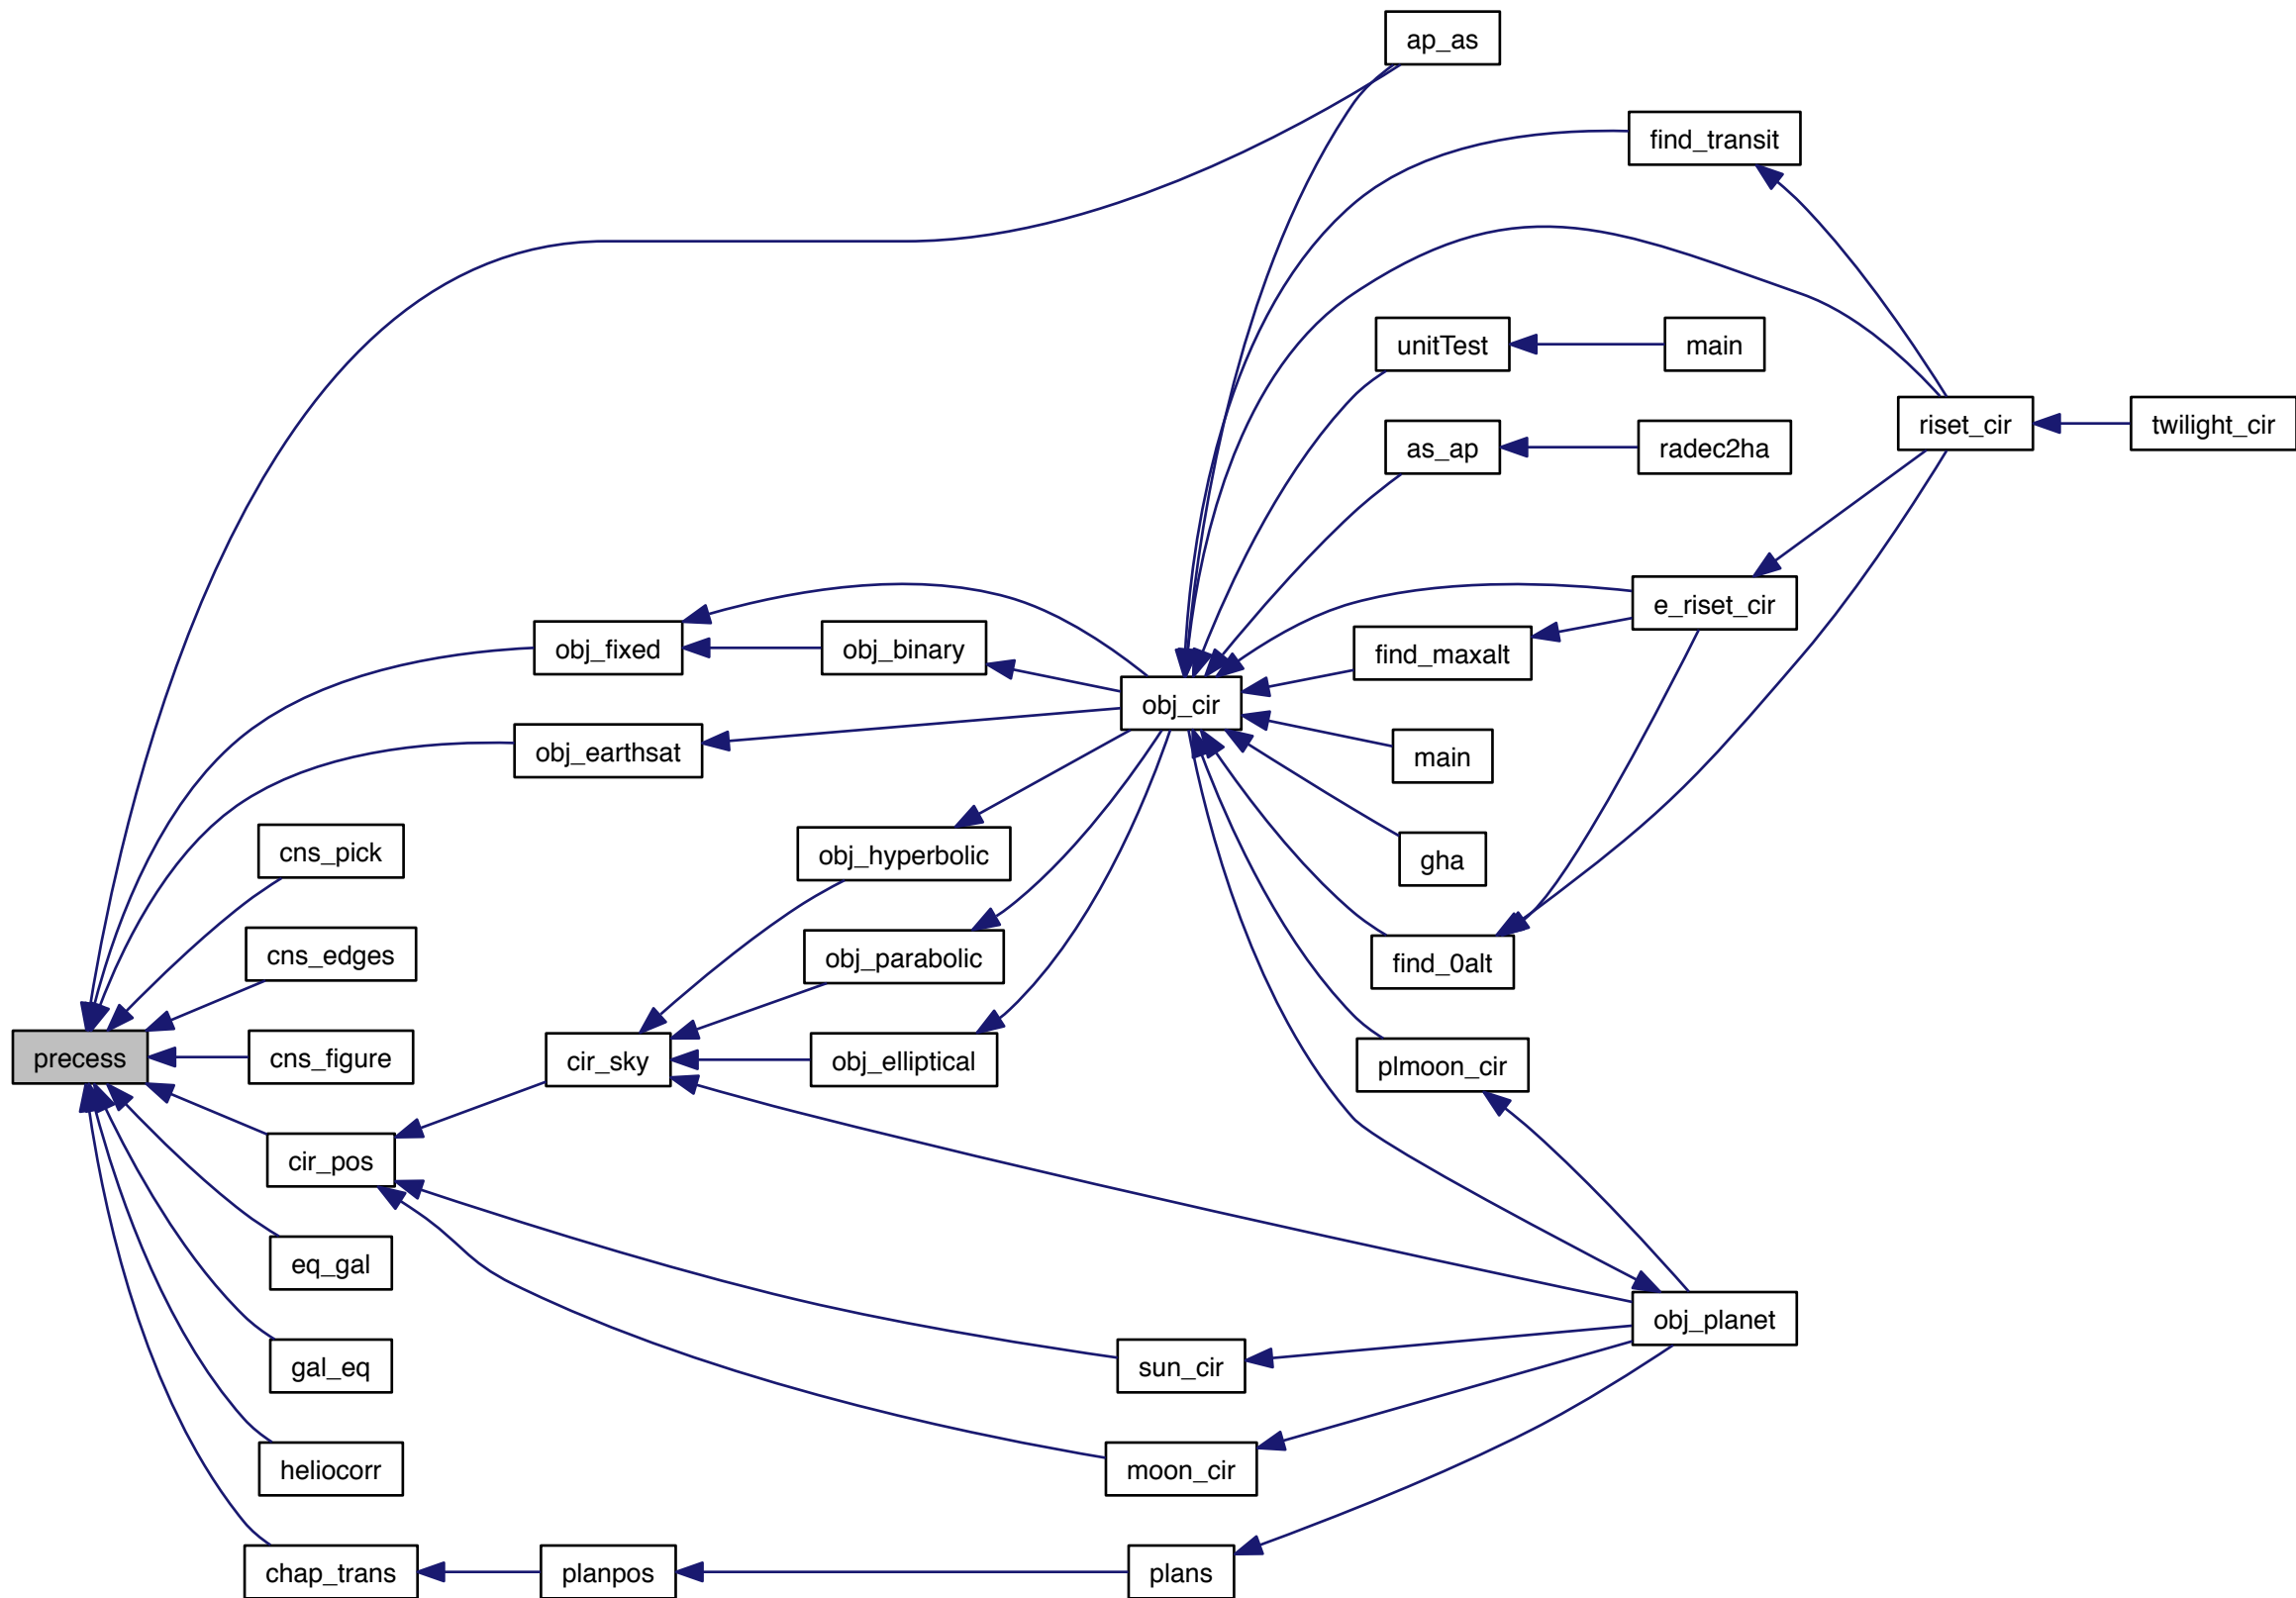 ap_as
find_transit
unitTest
main
riset_cir
twilight_cir
as_ap
radec2ha
e_riset_cir
obj_fixed
obj_binary
find_maxalt
obj_cir
obj_earthsat
main
cns_pick
obj_hyperbolic
gha
cns_edges
obj_parabolic
find_0alt
precess
cns_figure
cir_sky
obj_elliptical
plmoon_cir
cir_pos
eq_gal
obj_planet
gal_eq
sun_cir
heliocorr
moon_cir
chap_trans
planpos
plans